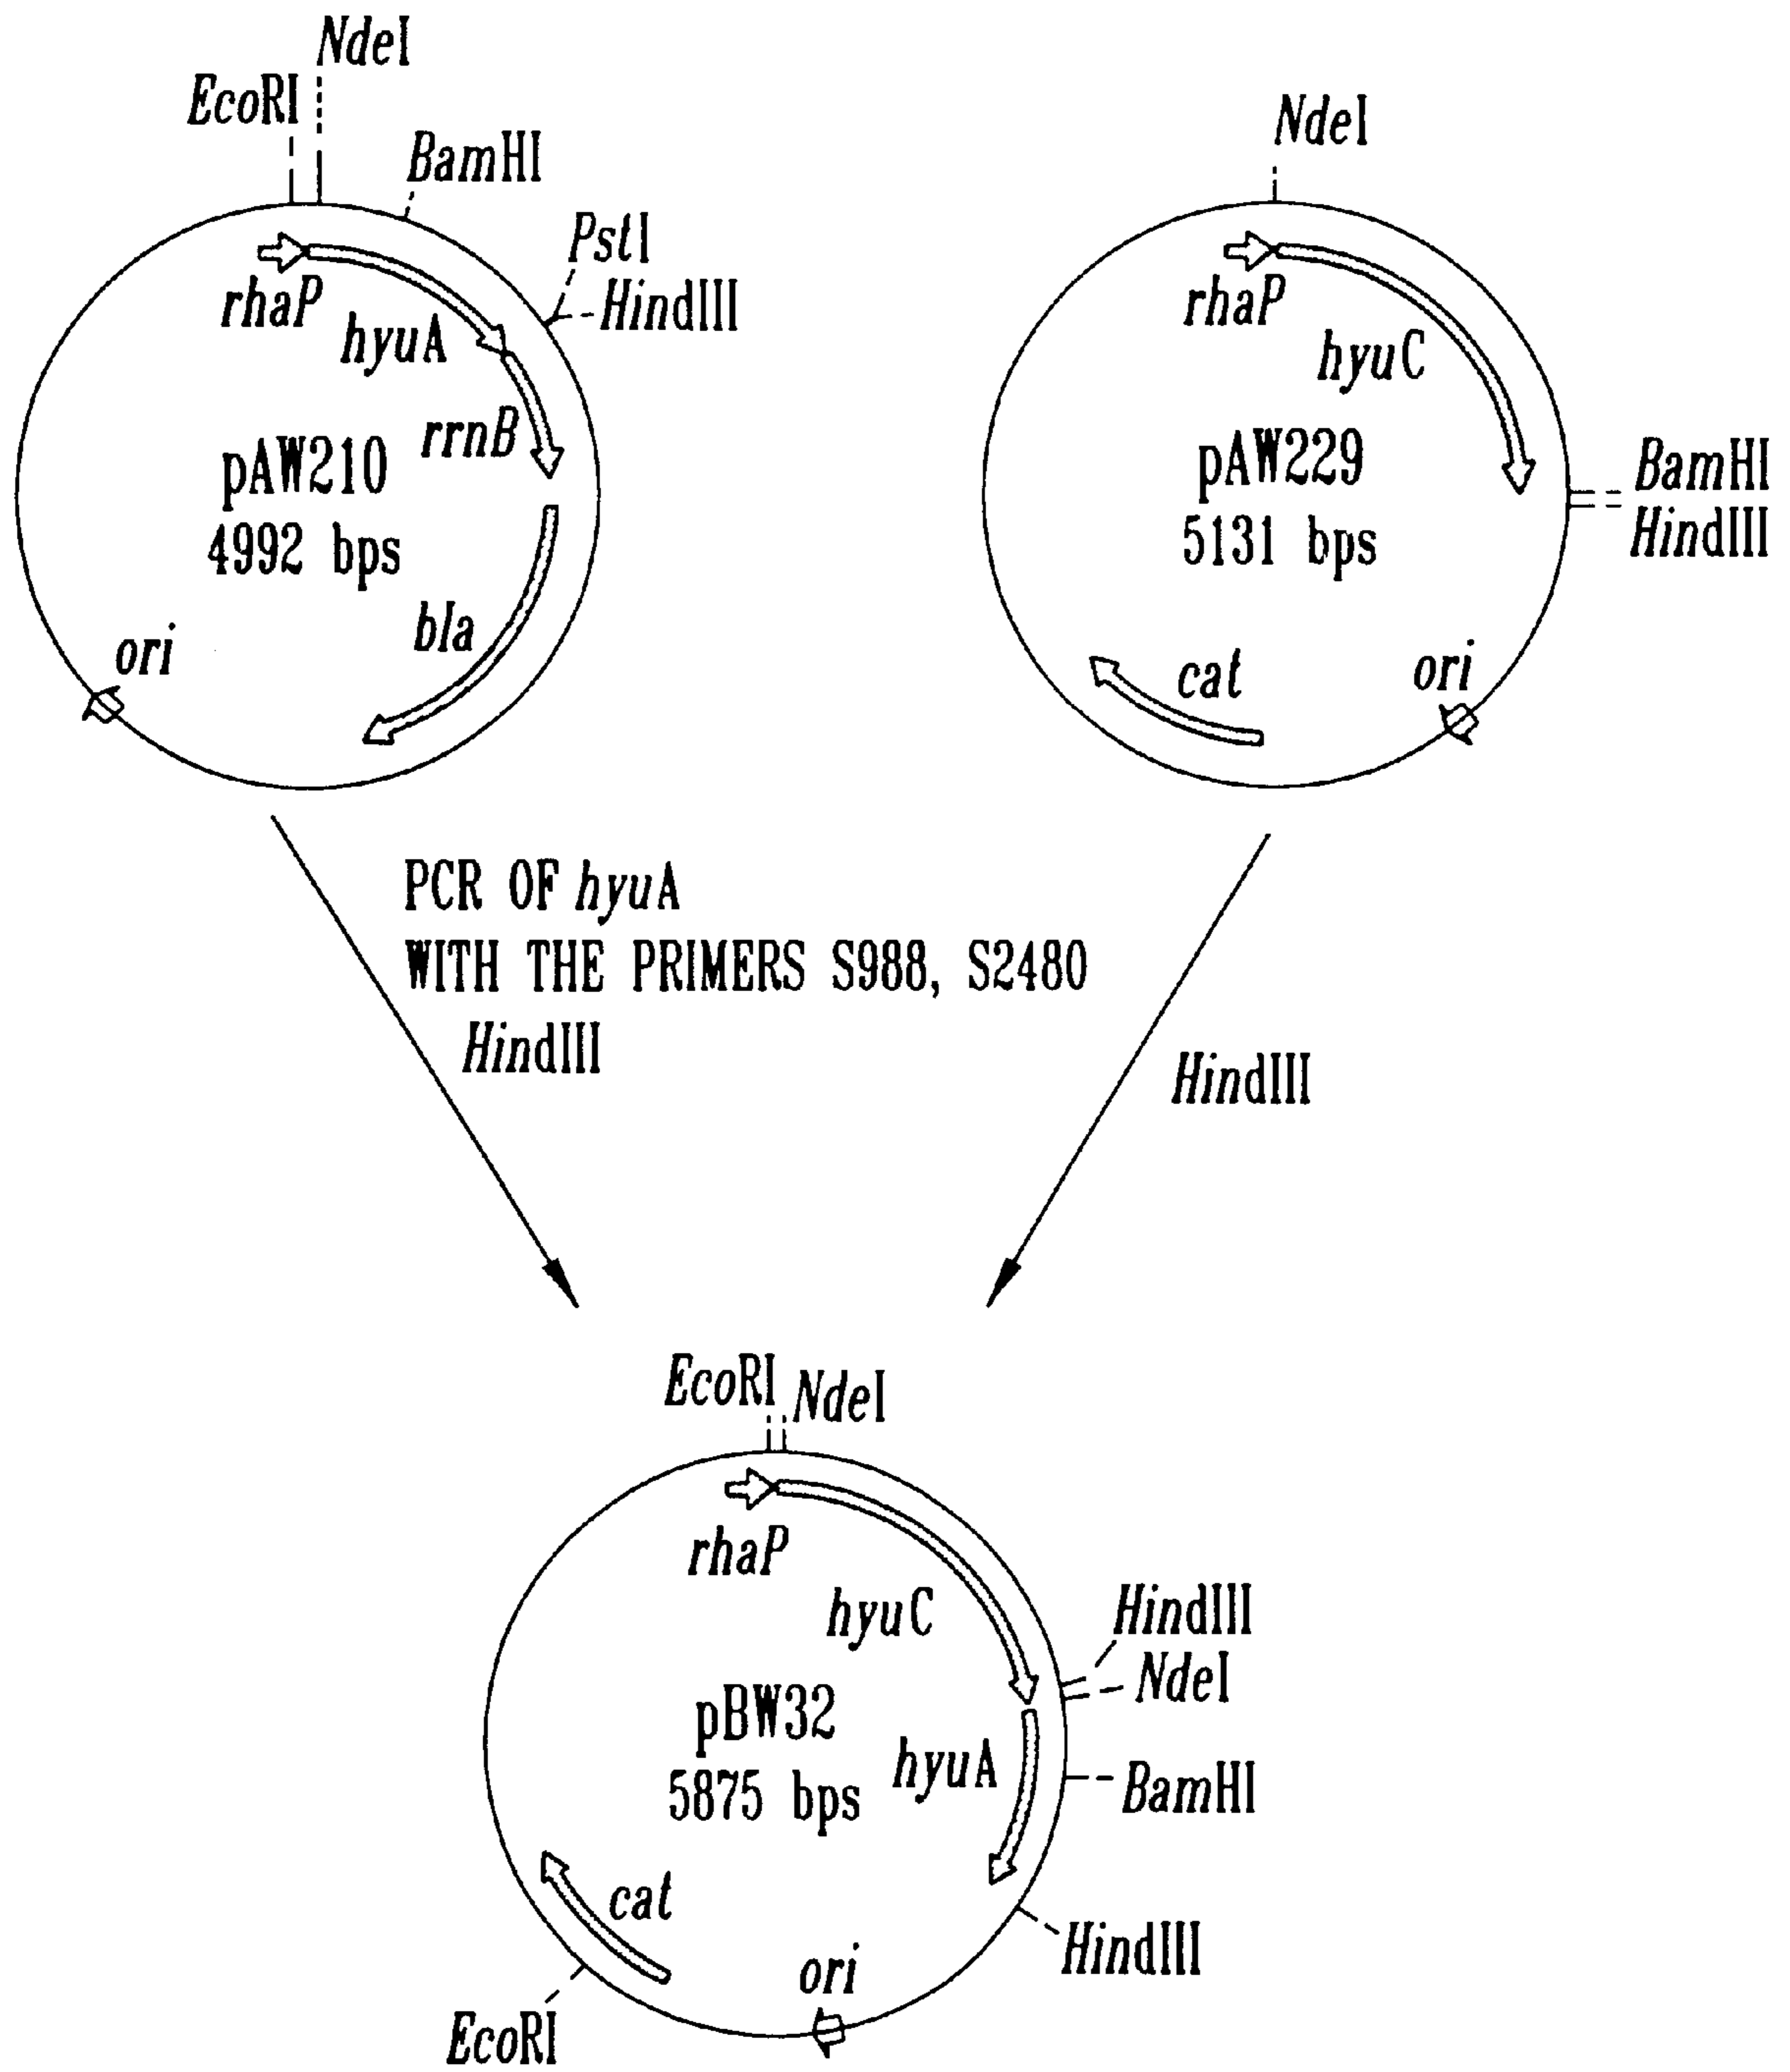 NdeI
EcoRI
BamHI
PstI
HindIII
rhaP
hyuA
rrnB
pAW210
4992 bps
bla
ori
NdeI
rhaP
hyuC
pAW229
5131 bps
BamHI
HindIII
cat
ori
PCR OF hyuA
WITH THE PRIMERS S988, S2480
HindIII
HindIII
EcoRI NdeI
rhaP
hyuC
HindIII
NdeI
pBW32
5875 bps
hyuA
BamHI
cat
HindIII
ori
EcoRI